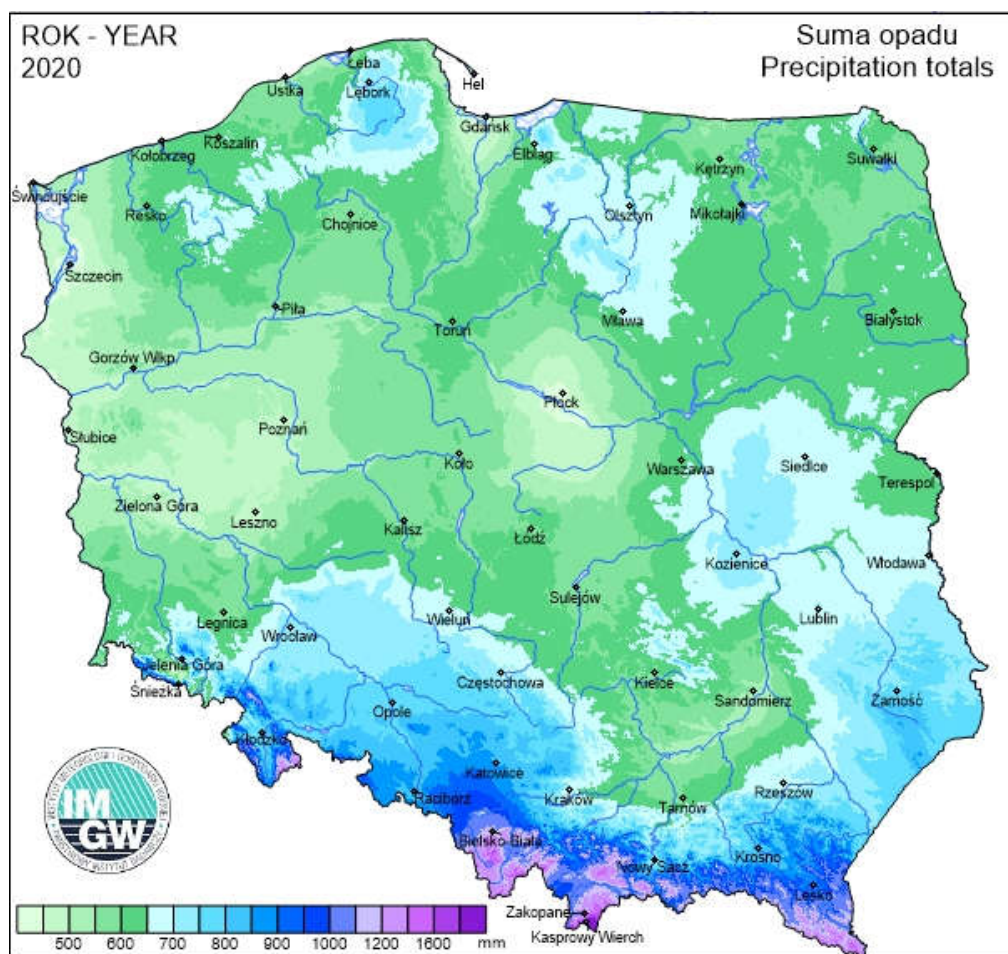 ROK - YEAR
2020
Suma opadu
Precipitation totals
Łeba
Hel
Ustka
Lębork
Gdańsk
Koszalin
Kołobrzeg
Elbląg
Kętrzyn
Suwałki
Świnoujście
Resko
Chojnice
Olsztyn
Mikołajki
Szczecin
Piła
Toruń
Mława
Białystok
Gorzów Wlkp.
Płock
Słubice
Poznań
Koło
Warszawa
Siedlce
Terespol
Zielona Góra
Leszno
Kalisz
Łódź
Kozienice
Włodawa
Sulejów
Legnica
Wieluń
Lublin
Wrocław
Jelenia Góra
Częstochowa
Kielce
Śnieżka
Opole
Sandomierz
Zamość
Kłodzko
Katowice
Racibórz
Kraków
Tarnów
Rzeszów
Bielsko Biała
Nowy Sącz
Krosno
Lesko
IM
GW
Zakopane
Kasprowy Wierch
500 600 700 800 900 1000 1200 1600 mm